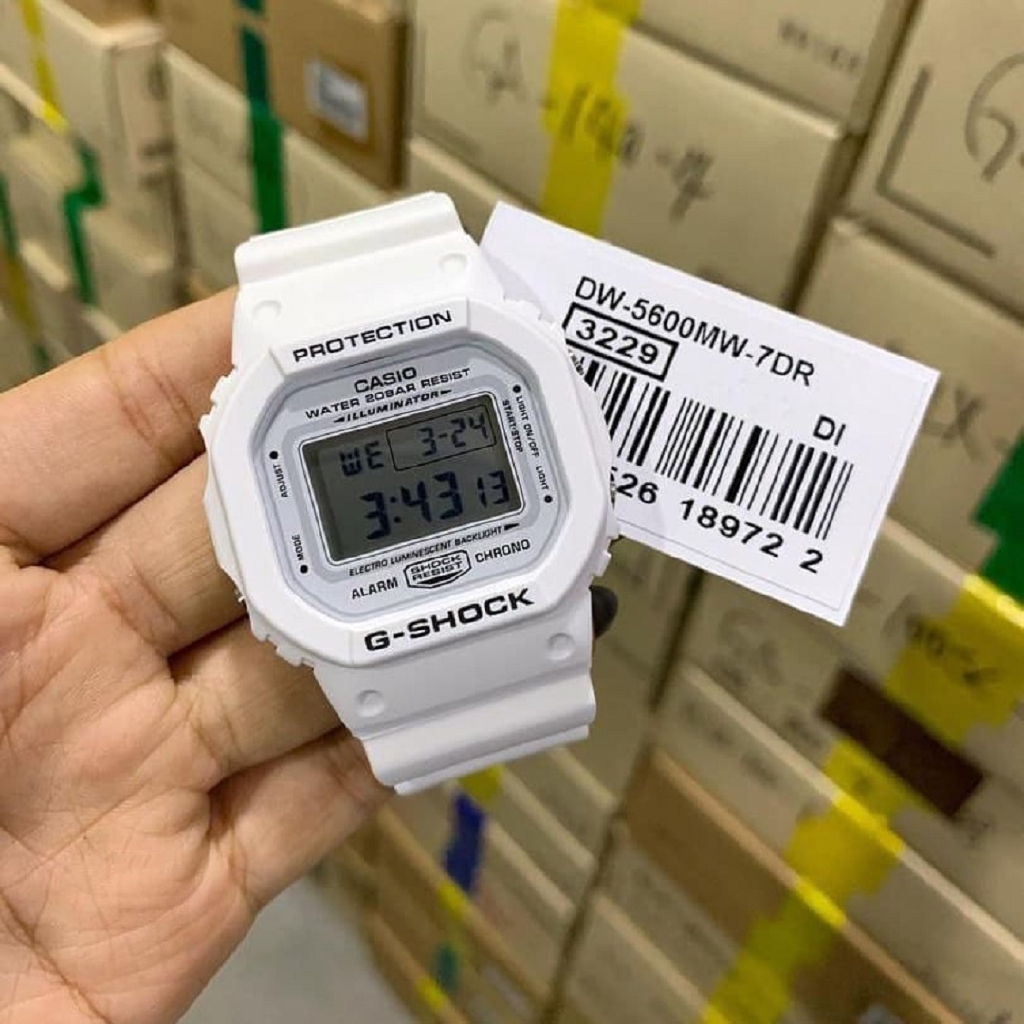 PROTECTION
CASIO
WATER 20BAR RESIST
ILLUMINATOR
LIGHT ON/OFF
START·STOP
LIGHT
ADJUST
MODE
WE 3-24
3:43 13
ELECTRO LUMINESCENT BACKLIGHT
ALARM SHOCK RESIST CHRONO
G-SHOCK
DW-5600MW-7DR
3229
DI
526 18972 2